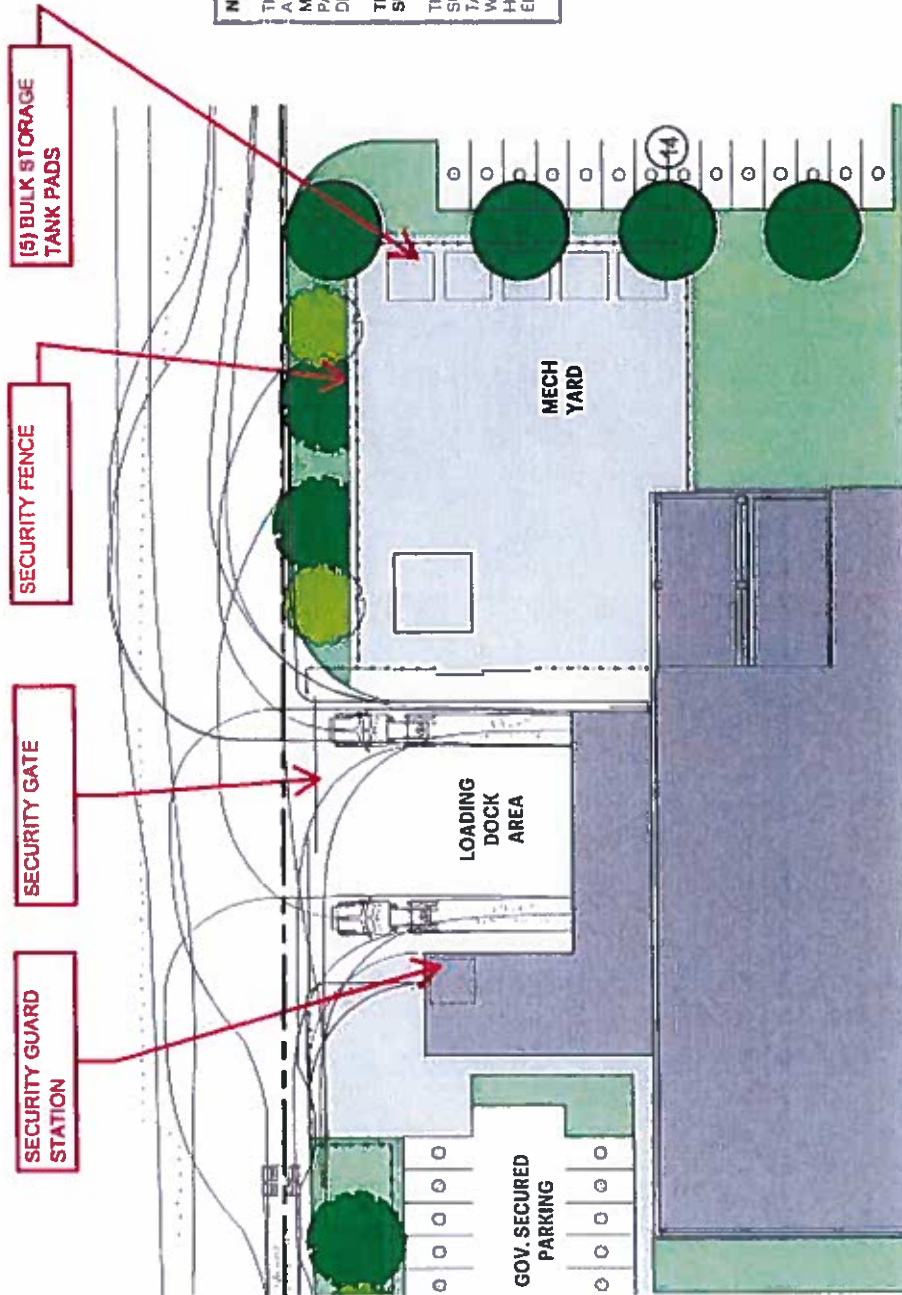 SECURITY GUARD
STATION
SECURITY GATE
SECURITY FENCE
(5) BULK STORAGE
TANK PADS
GOV. SECURED
PARKING
LOADING
DOCK
AREA
MECH
YARD
44